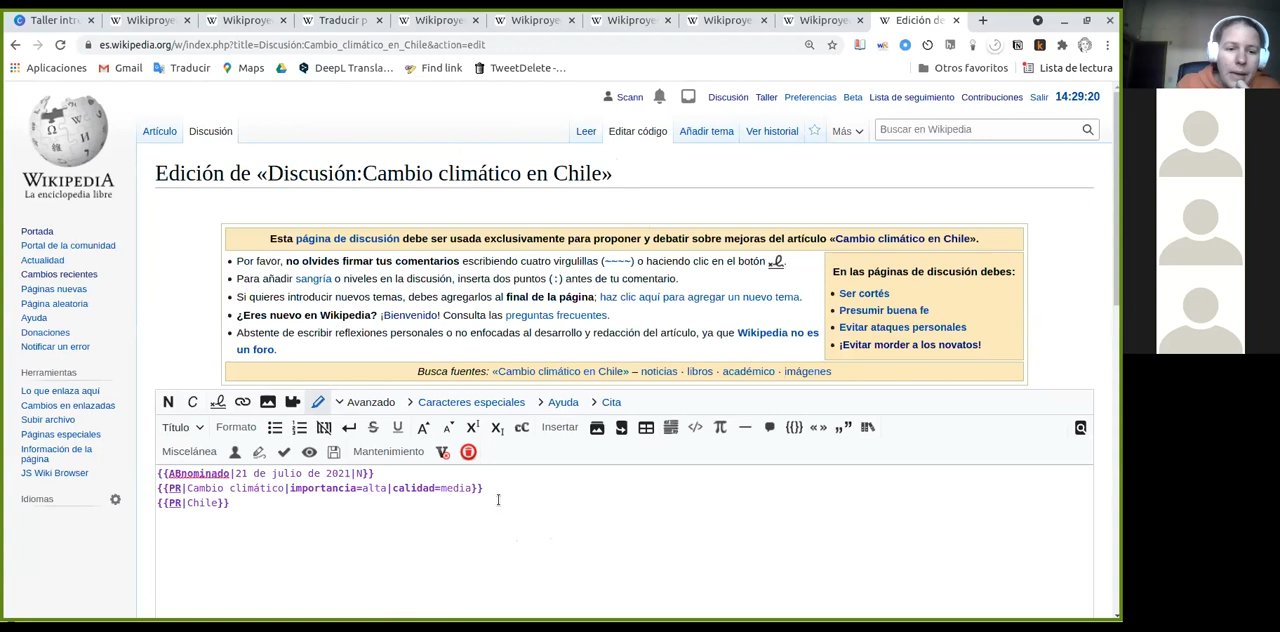 Taller intro
Wikiproye
Wikiproye
Traducir p
Wikiproye
Wikiproye
Wikiproye
Wikiproye
Wikiproye
Edición de
es.wikipedia.org/w/index.php?title=Discusión:Cambio_climático_en_Chile&action=edit
Aplicaciones
Gmail
Traducir
Maps
DeepL Transla...
Find link
TweetDelete -...
Otros favoritos
Lista de lectura
Scann
Discusión
Taller
Preferencias
Beta
Lista de seguimiento
Contribuciones
Salir
14:29:20
Artículo
Discusión
Leer
Editar código
Añadir tema
Ver historial
Más
Buscar en Wikipedia
WIKIPEDIA
La enciclopedia libre
Portada
Portal de la comunidad
Actualidad
Cambios recientes
Páginas nuevas
Página aleatoria
Ayuda
Donaciones
Notificar un error
Herramientas
Lo que enlaza aquí
Cambios en enlazadas
Subir archivo
Páginas especiales
Información de la
página
JS Wiki Browser
Idiomas
Edición de «Discusión:Cambio climático en Chile»
Esta página de discusión debe ser usada exclusivamente para proponer y debatir sobre mejoras del artículo «Cambio climático en Chile».
• Por favor, no olvides firmar tus comentarios escribiendo cuatro virgulillas (~~~~) o haciendo clic en el botón .
• Para añadir sangría o niveles en la discusión, inserta dos puntos (:) antes de tu comentario.
• Si quieres introducir nuevos temas, debes agregarlos al final de la página; haz clic aquí para agregar un nuevo tema.
• ¿Eres nuevo en Wikipedia? ¡Bienvenido! Consulta las preguntas frecuentes.
• Abstente de escribir reflexiones personales o no enfocadas al desarrollo y redacción del artículo, ya que Wikipedia no es
un foro.
En las páginas de discusión debes:
• Ser cortés
• Presumir buena fe
• Evitar ataques personales
• ¡Evitar morder a los novatos!
Busca fuentes: «Cambio climático en Chile» – noticias · libros · académico · imágenes
N C Avanzado Caracteres especiales Ayuda Cita
Título Formato Insertar
Miscelánea Mantenimiento
{{ABnominado|21 de julio de 2021|N}}
{{PR|Cambio climático|importancia=alta|calidad=media}}
{{PR|Chile}}